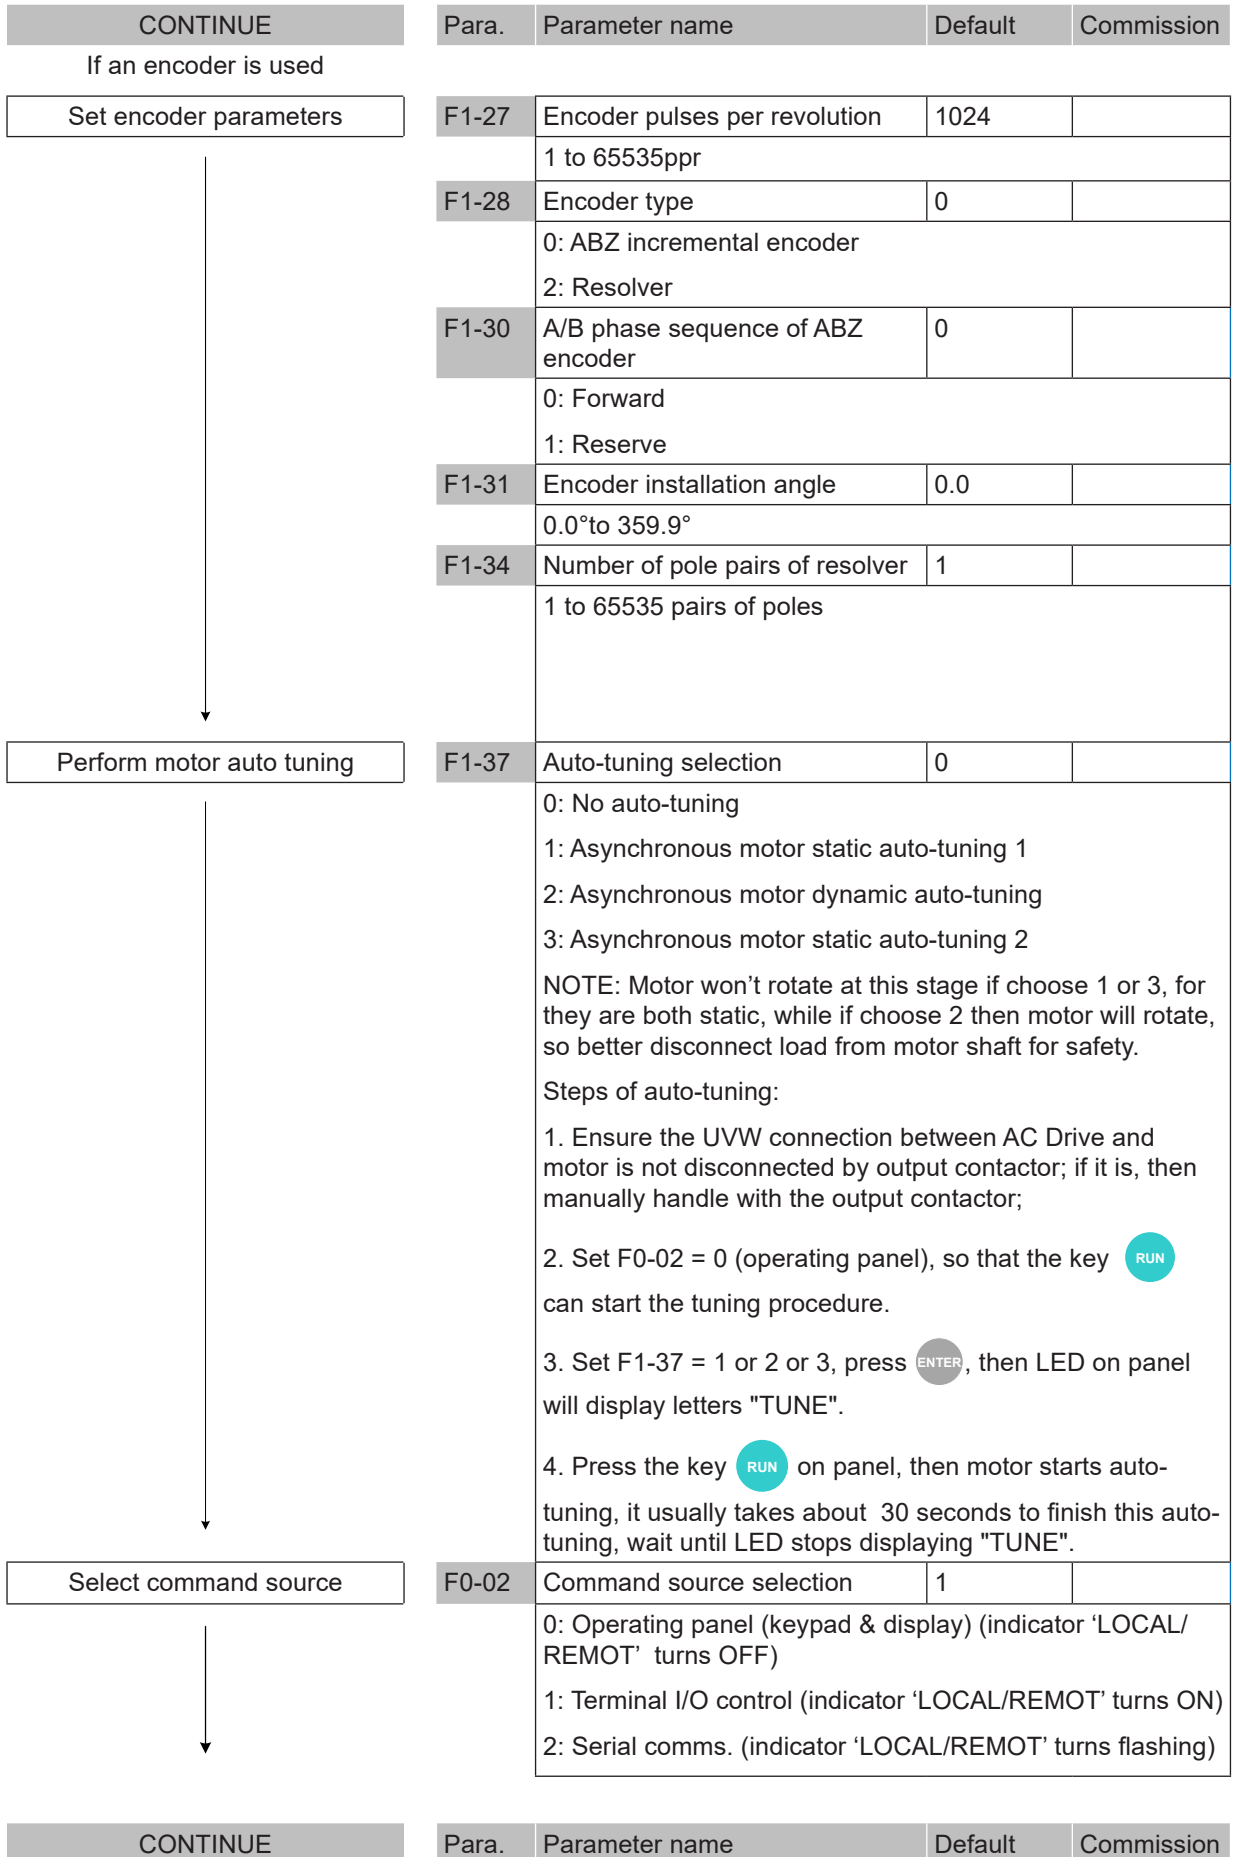 CONTINUE Para. Parameter name Default Commission
If an encoder is used
Set encoder parameters F1-27 Encoder pulses per revolution 1024
1 to 65535ppr
F1-28 Encoder type 0
0: ABZ incremental encoder
2: Resolver
F1-30 A/B phase sequence of ABZ encoder 0
0: Forward
1: Reserve
F1-31 Encoder installation angle 0.0
0.0°to 359.9°
F1-34 Number of pole pairs of resolver 1
1 to 65535 pairs of poles
Perform motor auto tuning F1-37 Auto-tuning selection 0
0: No auto-tuning
1: Asynchronous motor static auto-tuning 1
2: Asynchronous motor dynamic auto-tuning
3: Asynchronous motor static auto-tuning 2
NOTE: Motor won’t rotate at this stage if choose 1 or 3, for
they are both static, while if choose 2 then motor will rotate,
so better disconnect load from motor shaft for safety.
Steps of auto-tuning:
1. Ensure the UVW connection between AC Drive and
motor is not disconnected by output contactor; if it is, then
manually handle with the output contactor;
2. Set F0-02 = 0 (operating panel), so that the key RUN
can start the tuning procedure.
3. Set F1-37 = 1 or 2 or 3, press ENTER, then LED on panel
will display letters "TUNE".
4. Press the key RUN on panel, then motor starts auto-
tuning, it usually takes about 30 seconds to finish this auto-
tuning, wait until LED stops displaying "TUNE".
Select command source F0-02 Command source selection 1
0: Operating panel (keypad & display) (indicator ‘LOCAL/
REMOT’ turns OFF)
1: Terminal I/O control (indicator ‘LOCAL/REMOT’ turns ON)
2: Serial comms. (indicator ‘LOCAL/REMOT’ turns flashing)
CONTINUE Para. Parameter name Default Commission